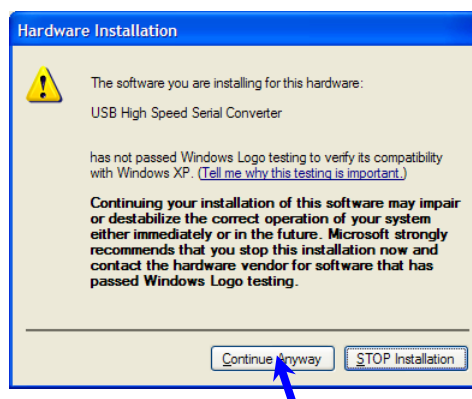 Hardware Installation
The software you are installing for this hardware:
USB High Speed Serial Converter
has not passed Windows Logo testing to verify its compatibility
with Windows XP. (Tell me why this testing is important.)
Continuing your installation of this software may impair
or destabilize the correct operation of your system
either immediately or in the future. Microsoft strongly
recommends that you stop this installation now and
contact the hardware vendor for software that has
passed Windows Logo testing.
Continue Anyway STOP Installation